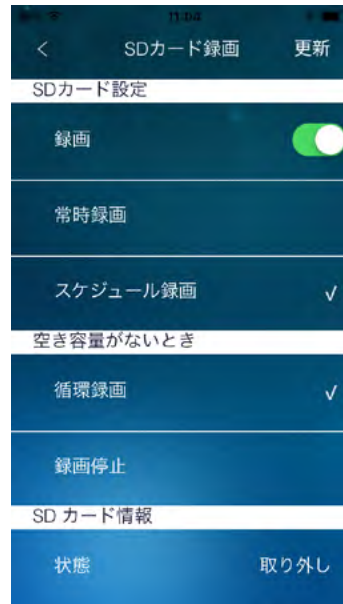 11:04
< SDカード録画 更新
SDカード設定
録画
常時録画
スケジュール録画 ✓
空き容量がないとき
循環録画 ✓
録画停止
SD カード情報
状態 取り外し